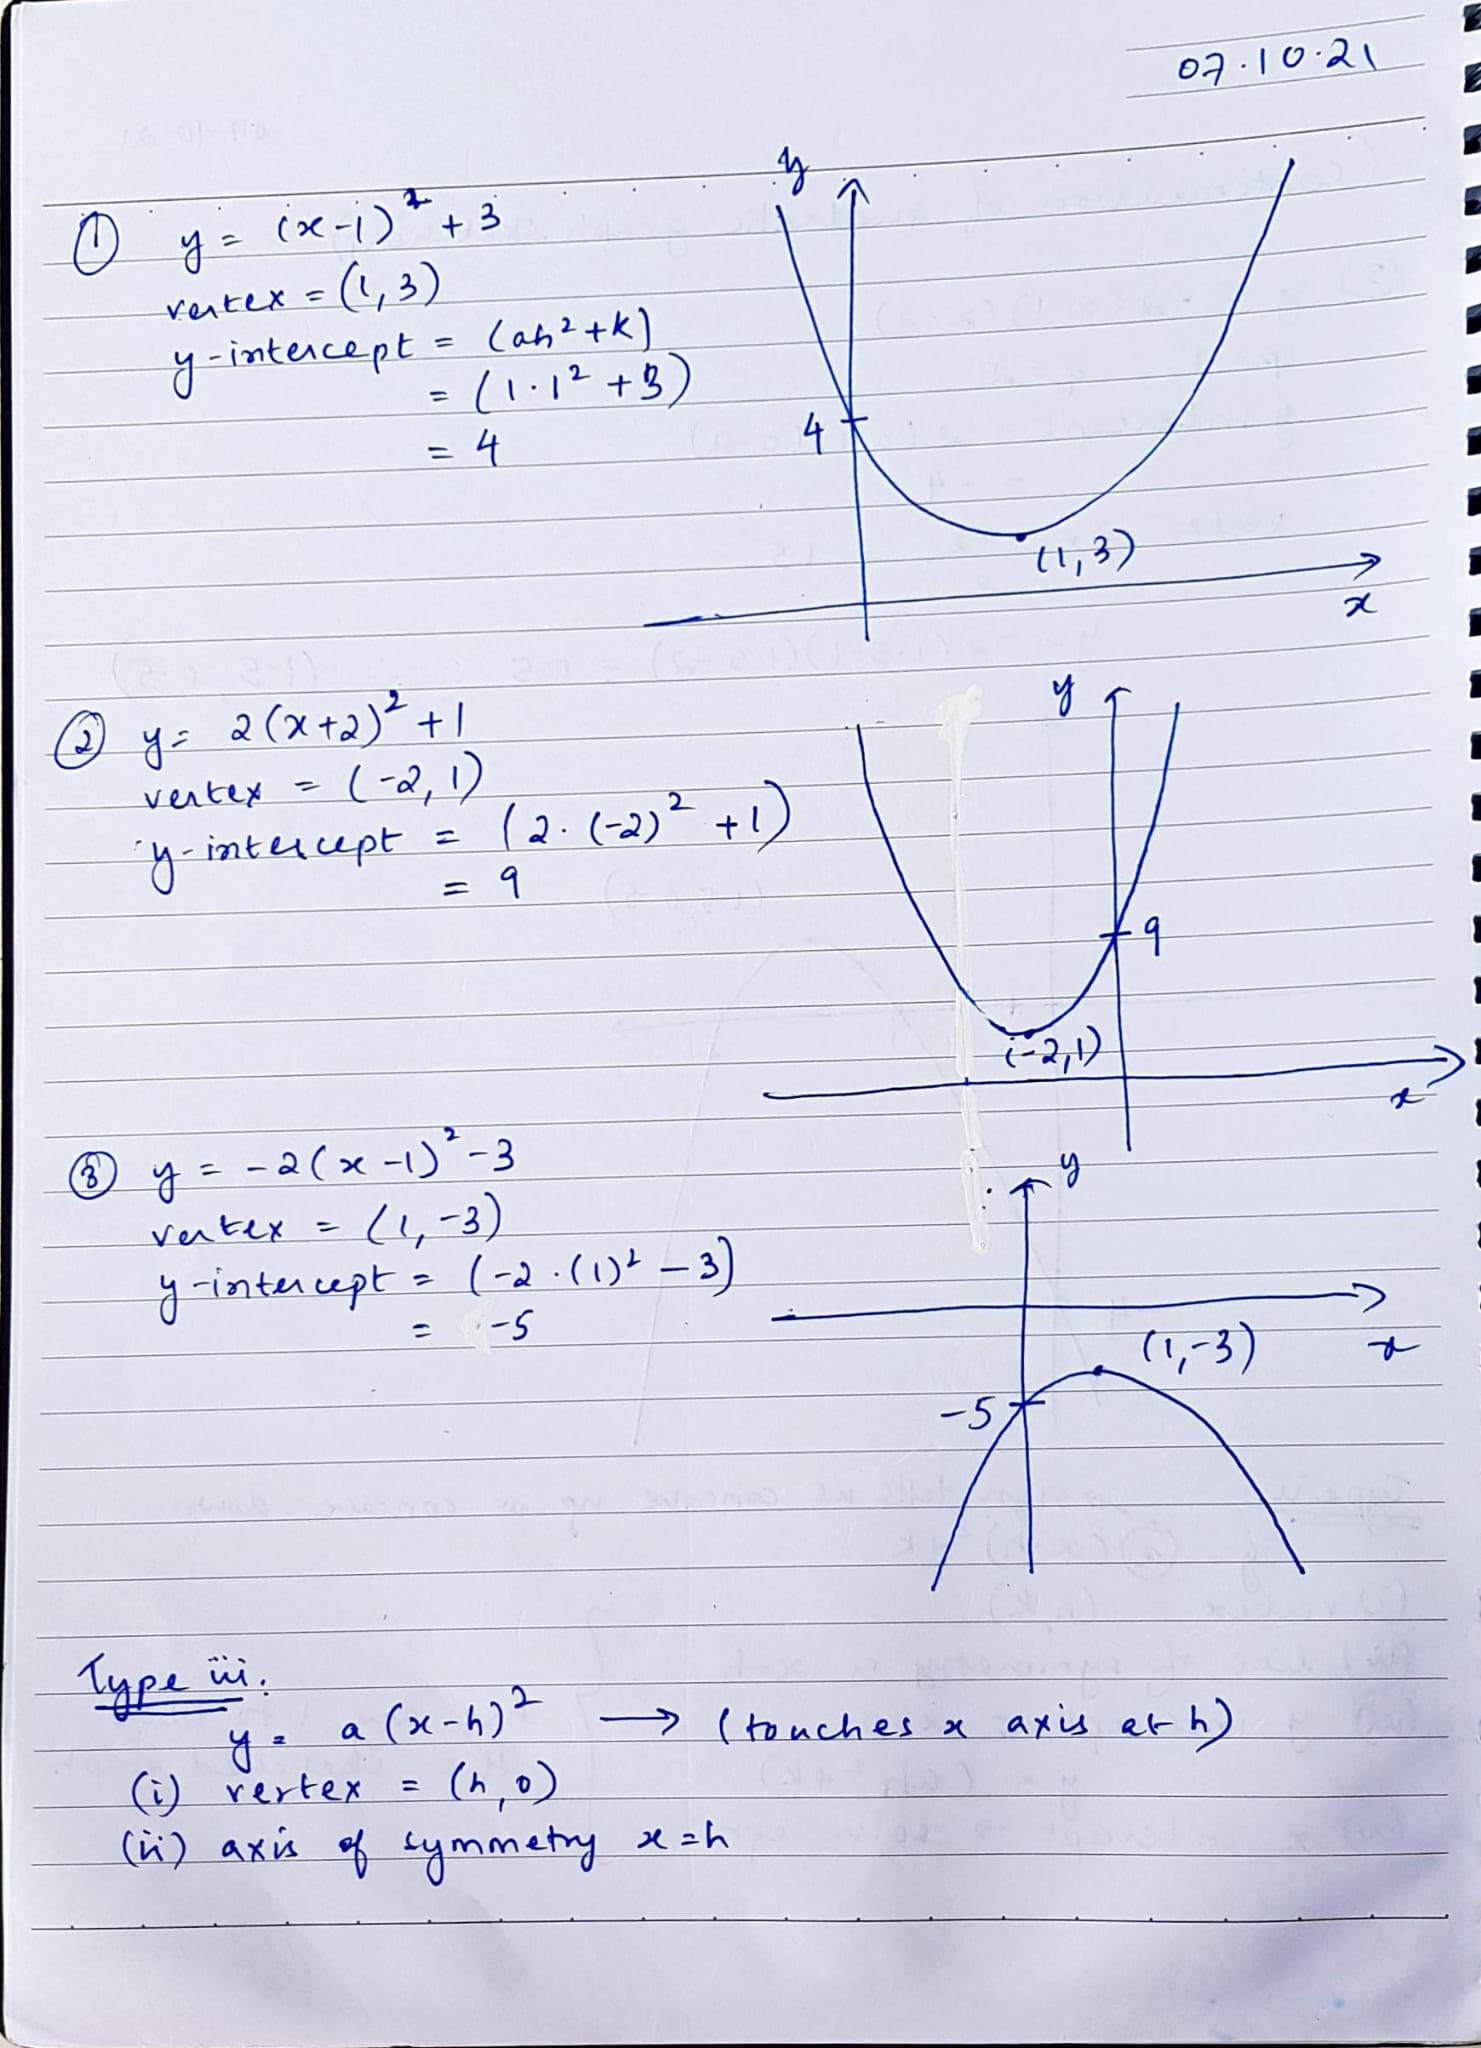 07.10.21
① y = (x-1)² + 3
vertex = (1,3)
y-intercept = (ah²+k)
= (1·1² +3)
= 4
y
4
(1,3)
x
② y = 2(x+2)² +1
vertex = (-2,1)
y-intercept = (2·(-2)² +1)
= 9
y
9
(-2,1)
x
③ y = -2(x-1)² -3
vertex = (1,-3)
y-intercept = (-2·(1)² -3)
= -5
y
(1,-3)
x
-5
Type iii.
y = a(x-h)² → (touches x axis at h)
(i) vertex = (h,0)
(ii) axis of symmetry x=h